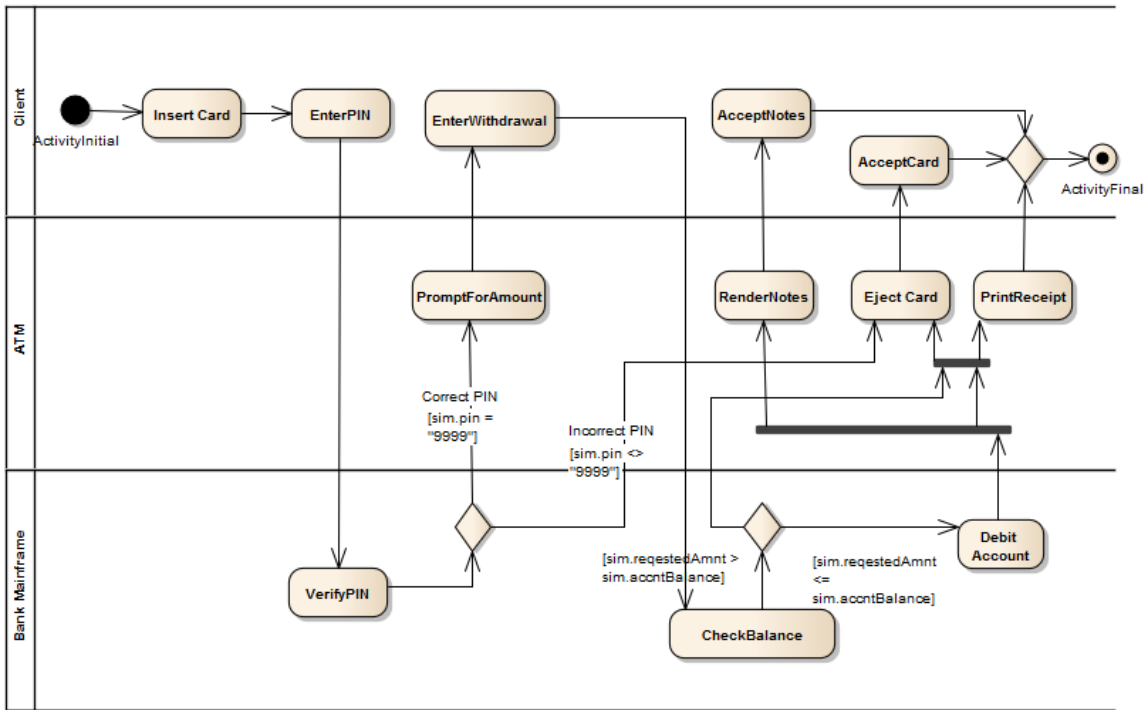 Client
ActivityInitial
Insert Card
EnterPIN
EnterWithdrawal
AcceptNotes
AcceptCard
ActivityFinal
ATM
PromptForAmount
RenderNotes
Eject Card
PrintReceipt
Correct PIN
[sim.pin =
"9999"]
Incorrect PIN
[sim.pin <>
"9999"]
Bank Mainframe
VerifyPIN
[sim.reqestedAmnt >
sim.accntBalance]
CheckBalance
[sim.reqestedAmnt
<=
sim.accntBalance]
Debit
Account